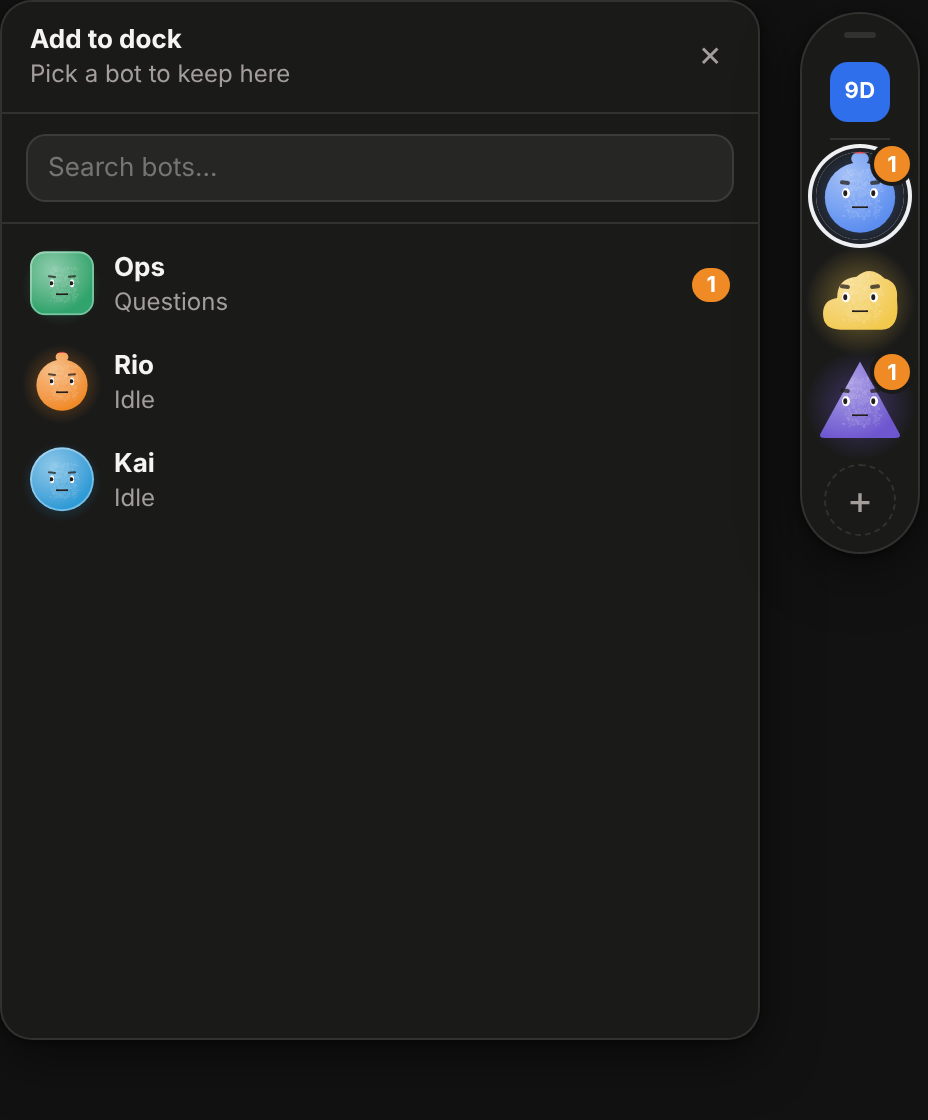 Add to dock
Pick a bot to keep here
Search bots...
Ops
Questions
1
Rio
Idle
Kai
Idle
9D
1
1